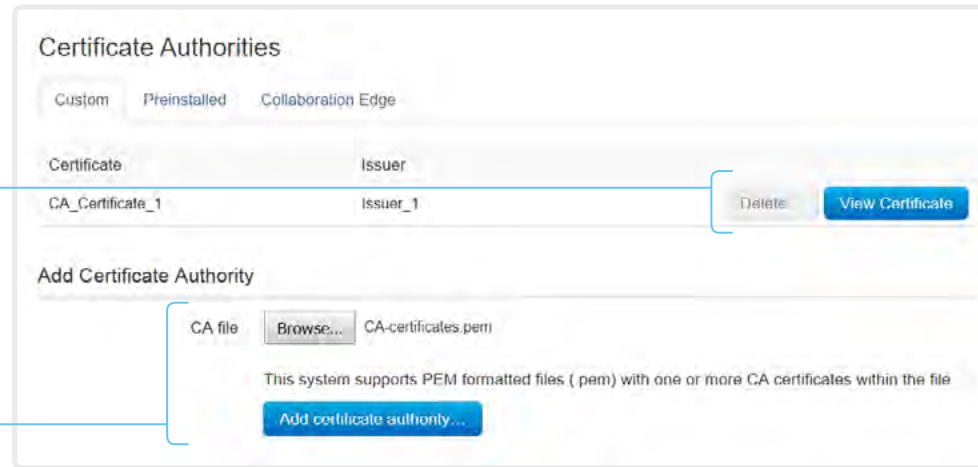 Certificate Authorities
Custom Preinstalled Collaboration Edge
Certificate Issuer
CA_Certificate_1 Issuer_1 Delete View Certificate
Add Certificate Authority
CA file Browse... CA-certificates.pem
This system supports PEM formatted files (.pem) with one or more CA certificates within the file
Add certificate authority...